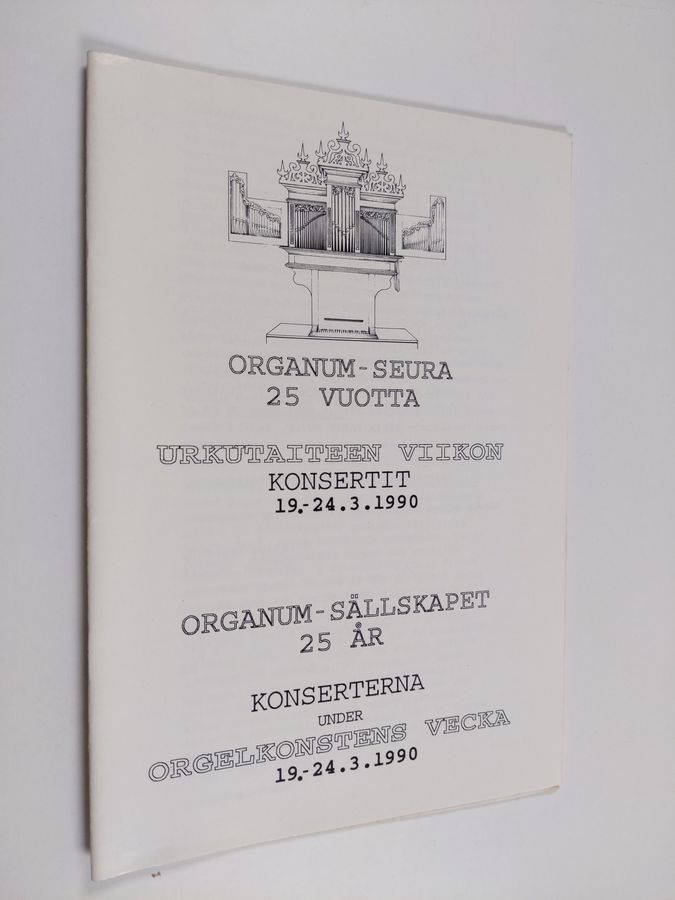 ORGANUM-SEURA
25 VUOTTA
URKUTAITEEN VIIKON
KONSERTIT
19.-24.3.1990
ORGANUM-SÄLLSKAPET
25 ÅR
KONSERTERNA
UNDER
ORGELKONSTENS VECKA
19.-24.3.1990